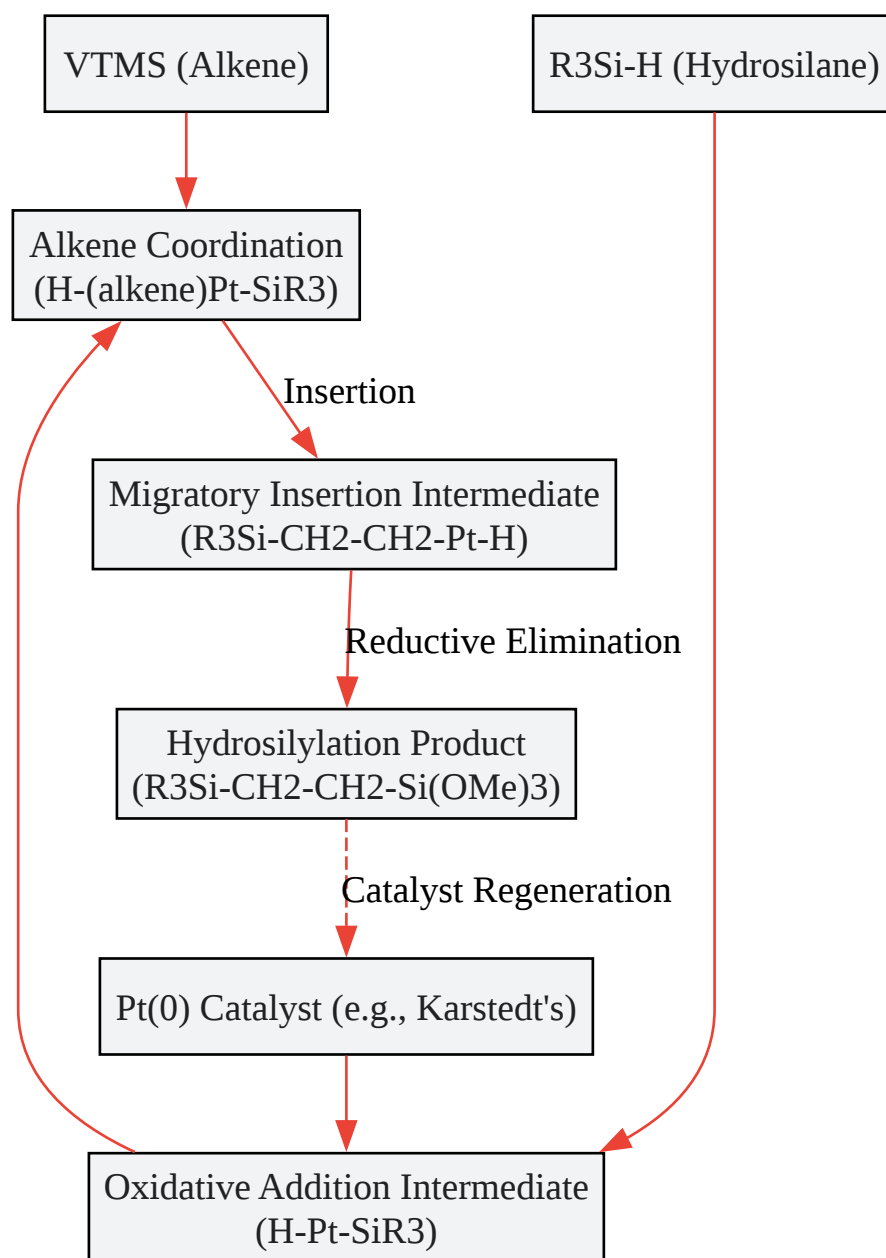 VTMS (Alkene)
R3Si-H (Hydrosilane)
Alkene Coordination
(H-(alkene)Pt-SiR3)
Insertion
Migratory Insertion Intermediate
(R3Si-CH2-CH2-Pt-H)
Reductive Elimination
Hydrosilylation Product
(R3Si-CH2-CH2-Si(OMe)3)
Catalyst Regeneration
Pt(0) Catalyst (e.g., Karstedt's)
Oxidative Addition Intermediate
(H-Pt-SiR3)